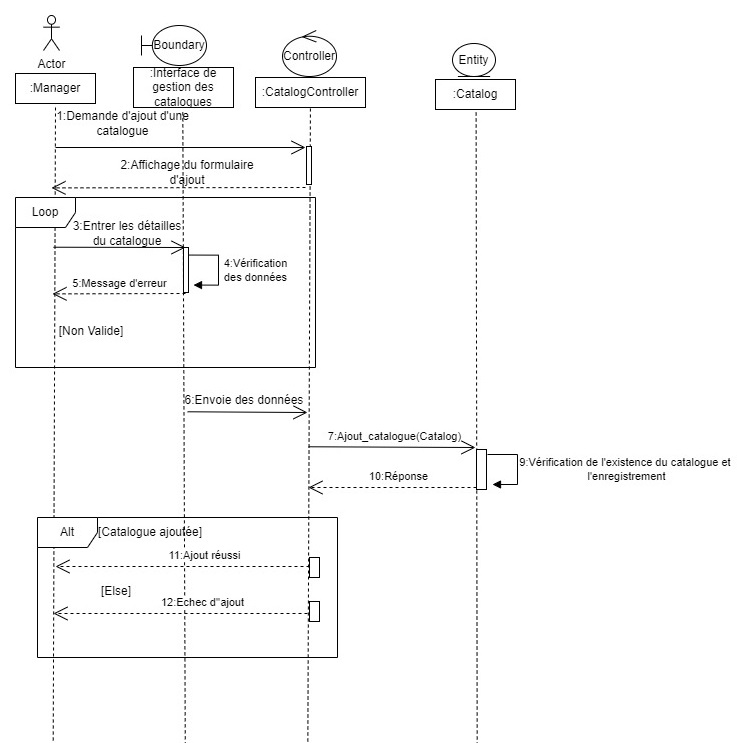 Actor
Boundary
Controller
Entity
:Manager
:Interface de
gestion des
catalogues
:CatalogController
:Catalog
1:Demande d'ajout d'une
catalogue
2:Affichage du formulaire
d'ajout
Loop
3:Entrer les détailles
du catalogue
4:Vérification
des données
5:Message d'erreur
[Non Valide]
6:Envoie des données
7:Ajout_catalogue(Catalog)
9:Vérification de l'existence du catalogue et
l'enregistrement
10:Réponse
Alt
[Catalogue ajoutée]
11:Ajout réussi
[Else]
12:Echec d''ajout